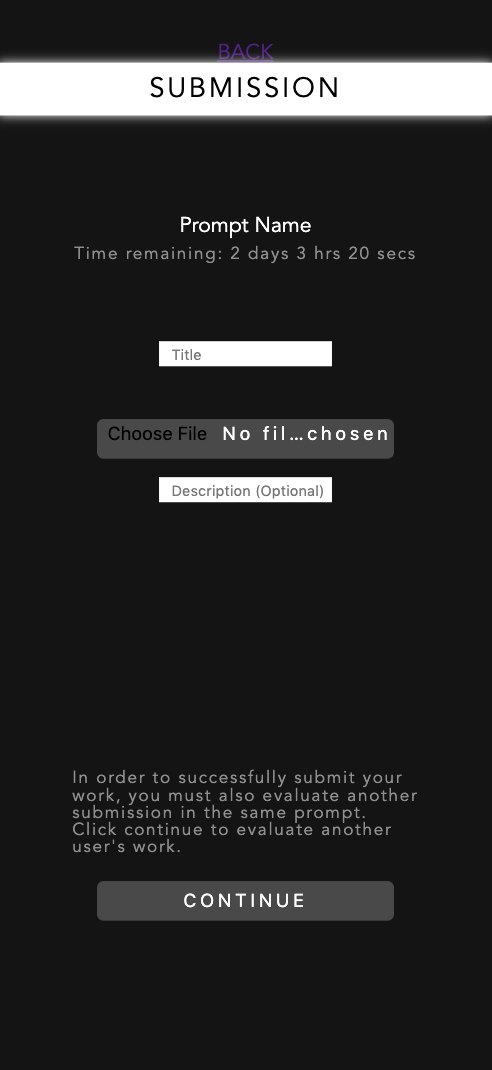 BACK
SUBMISSION
Prompt Name
Time remaining: 2 days 3 hrs 20 secs
Title
Choose File No fil...chosen
Description (Optional)
In order to successfully submit your
work, you must also evaluate another
submission in the same prompt.
Click continue to evaluate another
user's work.
CONTINUE